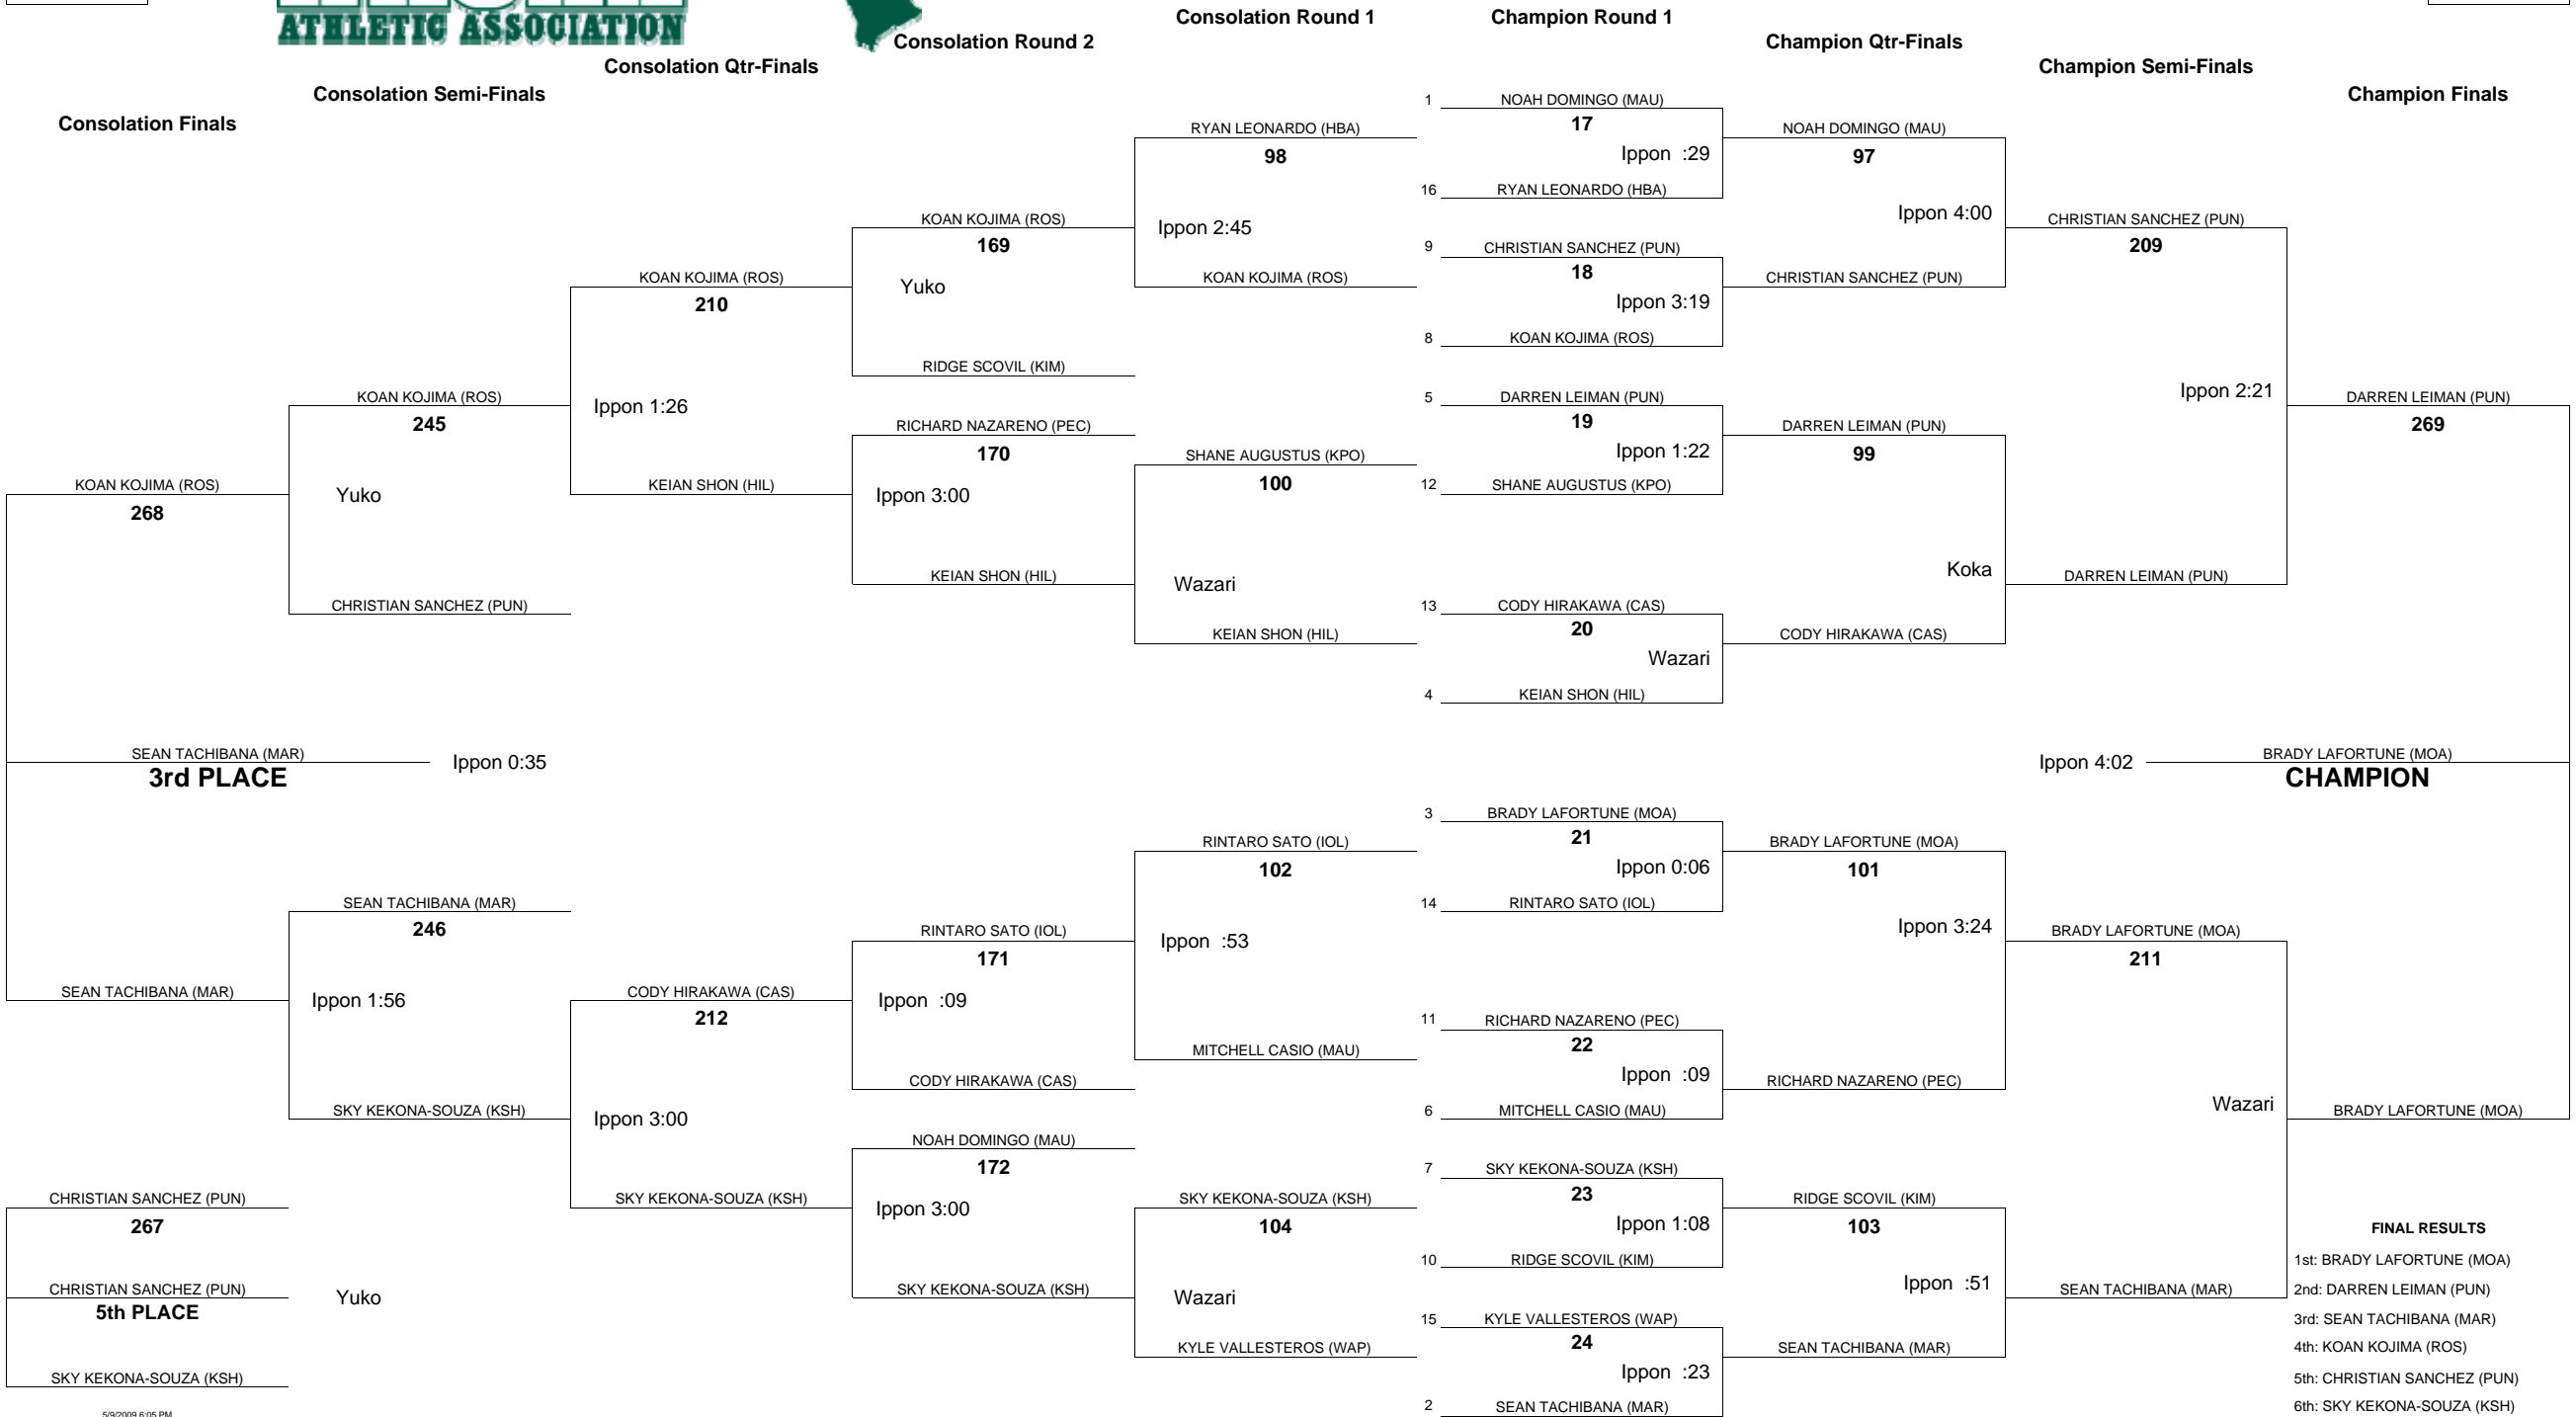 ATHLETIC ASSOCIATION
Consolation Finals
Consolation Semi-Finals
Consolation Qtr-Finals
Consolation Round 2
Consolation Round 1
Champion Round 1
Champion Qtr-Finals
Champion Semi-Finals
Champion Finals
KOAN KOJIMA (ROS)
268
SEAN TACHIBANA (MAR)
3rd PLACE
Ippon 0:35
SEAN TACHIBANA (MAR)
CHRISTIAN SANCHEZ (PUN)
267
CHRISTIAN SANCHEZ (PUN)
5th PLACE
Yuko
SKY KEKONA-SOUZA (KSH)
5/9/2009 6:05 PM
KOAN KOJIMA (ROS)
245
Yuko
CHRISTIAN SANCHEZ (PUN)
SEAN TACHIBANA (MAR)
246
Ippon 1:56
SKY KEKONA-SOUZA (KSH)
KOAN KOJIMA (ROS)
210
Ippon 1:26
KEIAN SHON (HIL)
CODY HIRAKAWA (CAS)
212
Ippon 3:00
SKY KEKONA-SOUZA (KSH)
KOAN KOJIMA (ROS)
169
Yuko
RIDGE SCOVIL (KIM)
RICHARD NAZARENO (PEC)
170
Ippon 3:00
KEIAN SHON (HIL)
RINTARO SATO (IOL)
171
Ippon :09
CODY HIRAKAWA (CAS)
NOAH DOMINGO (MAU)
172
Ippon 3:00
SKY KEKONA-SOUZA (KSH)
RYAN LEONARDO (HBA)
98
Ippon 2:45
KOAN KOJIMA (ROS)
SHANE AUGUSTUS (KPO)
100
Wazari
KEIAN SHON (HIL)
RINTARO SATO (IOL)
102
Ippon :53
MITCHELL CASIO (MAU)
SKY KEKONA-SOUZA (KSH)
104
Wazari
KYLE VALLESTEROS (WAP)
1 NOAH DOMINGO (MAU)
17
Ippon :29
16 RYAN LEONARDO (HBA)
9 CHRISTIAN SANCHEZ (PUN)
18
Ippon 3:19
8 KOAN KOJIMA (ROS)
5 DARREN LEIMAN (PUN)
19
Ippon 1:22
12 SHANE AUGUSTUS (KPO)
13 CODY HIRAKAWA (CAS)
20
Wazari
4 KEIAN SHON (HIL)
3 BRADY LAFORTUNE (MOA)
21
Ippon 0:06
14 RINTARO SATO (IOL)
11 RICHARD NAZARENO (PEC)
22
Ippon :09
6 MITCHELL CASIO (MAU)
7 SKY KEKONA-SOUZA (KSH)
23
Ippon 1:08
10 RIDGE SCOVIL (KIM)
15 KYLE VALLESTEROS (WAP)
24
Ippon :23
2 SEAN TACHIBANA (MAR)
NOAH DOMINGO (MAU)
97
Ippon 4:00
CHRISTIAN SANCHEZ (PUN)
DARREN LEIMAN (PUN)
99
Koka
CODY HIRAKAWA (CAS)
BRADY LAFORTUNE (MOA)
101
Ippon 3:24
RICHARD NAZARENO (PEC)
RIDGE SCOVIL (KIM)
103
Ippon :51
SEAN TACHIBANA (MAR)
CHRISTIAN SANCHEZ (PUN)
209
Ippon 2:21
DARREN LEIMAN (PUN)
BRADY LAFORTUNE (MOA)
211
Wazari
SEAN TACHIBANA (MAR)
DARREN LEIMAN (PUN)
269
Ippon 4:02
BRADY LAFORTUNE (MOA)
CHAMPION
BRADY LAFORTUNE (MOA)
FINAL RESULTS
1st: BRADY LAFORTUNE (MOA)
2nd: DARREN LEIMAN (PUN)
3rd: SEAN TACHIBANA (MAR)
4th: KOAN KOJIMA (ROS)
5th: CHRISTIAN SANCHEZ (PUN)
6th: SKY KEKONA-SOUZA (KSH)